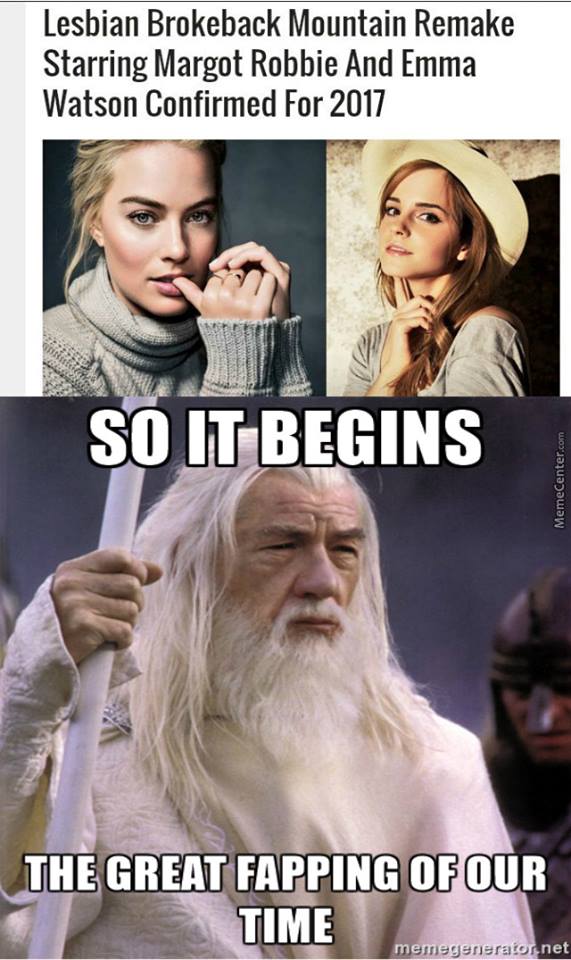 Lesbian Brokeback Mountain Remake
Starring Margot Robbie And Emma
Watson Confirmed For 2017
SO IT BEGINS
MemeCenter.com
THE GREAT FAPPING OF OUR
TIME
memegenerator.net